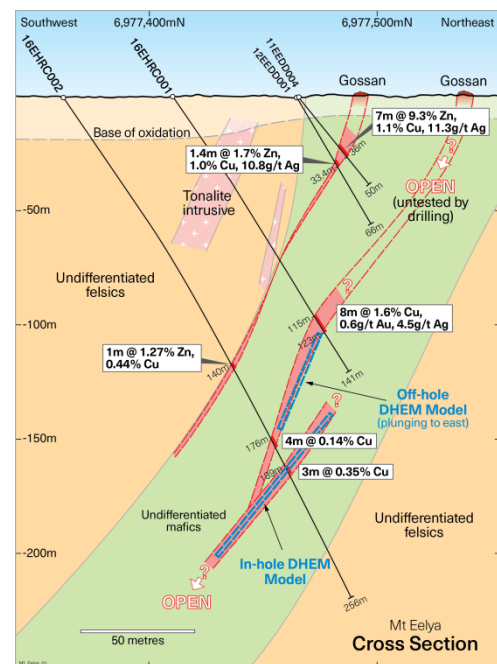 Southwest
6,977,400mN
6,977,500mN
Northeast
16EHRC002
16EHRC001
11EED0004
12EEDD001
Gossan
Gossan
Base of oxidation
7m @ 9.3% Zn,
1.1% Cu, 11.3g/t Ag
1.4m @ 1.7% Zn,
1.0% Cu, 10.8g/t Ag
36m
33.4m
50m
66m
?
OPEN
(untested by
drilling)
-50m
Tonalite
intrusive
Undifferentiated
felsics
-100m
?
115m
123m
8m @ 1.6% Cu,
0.6g/t Au, 4.5g/t Ag
1m @ 1.27% Zn,
0.44% Cu
140m
141m
Off-hole
DHEM Model
(plunging to east)
?
-150m
176m
4m @ 0.14% Cu
189m
3m @ 0.35% Cu
Undifferentiated
mafics
Undifferentiated
felsics
-200m
?
In-hole DHEM
Model
OPEN
256m
50 metres
Mt Eelya
Cross Section